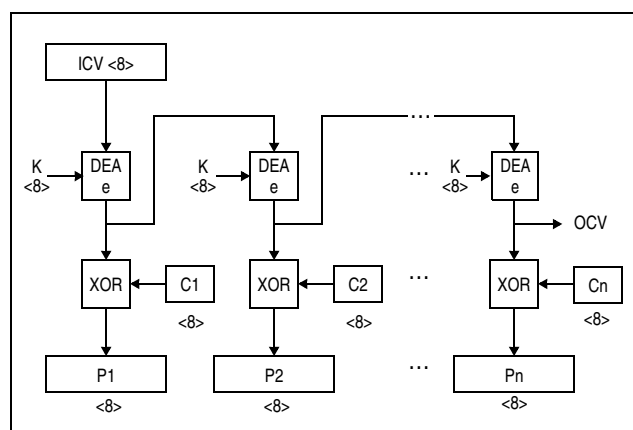 ICV <8>
...
K
<8>
DEA
e
K
<8>
DEA
e
...
K
<8>
DEA
e
OCV
XOR
C1
<8>
XOR
C2
<8>
...
XOR
Cn
<8>
P1
<8>
P2
<8>
...
Pn
<8>